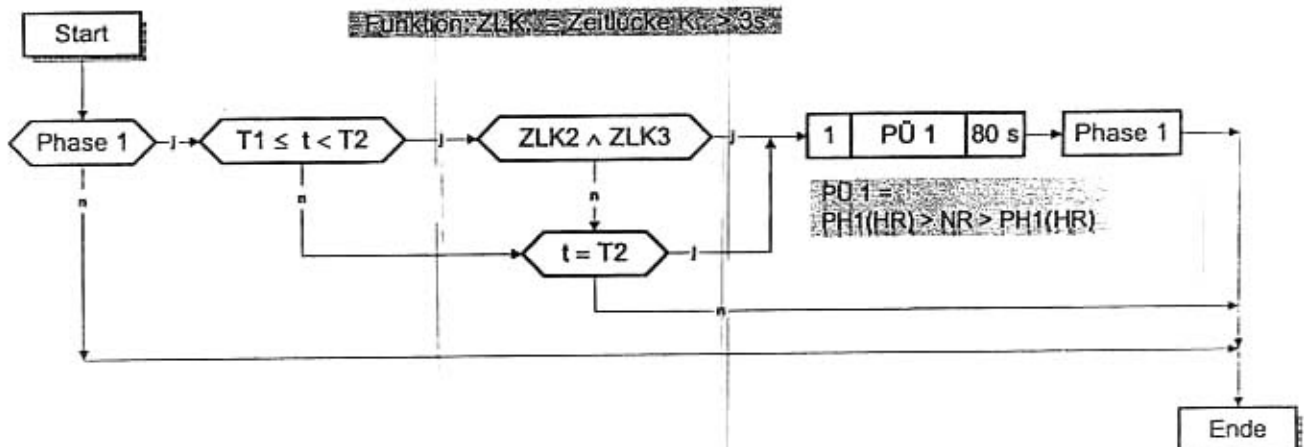 Start
Funktion: ZLK.. = Zeitlücke K.. > 3s
Phase 1
j
T1 ≤ t < T2
j
ZLK2 ∧ ZLK3
j
1 PÜ 1 80 s
Phase 1
n
n
n
PÜ 1 =
PH1(HR) > NR > PH1(HR)
t = T2
j
n
Ende